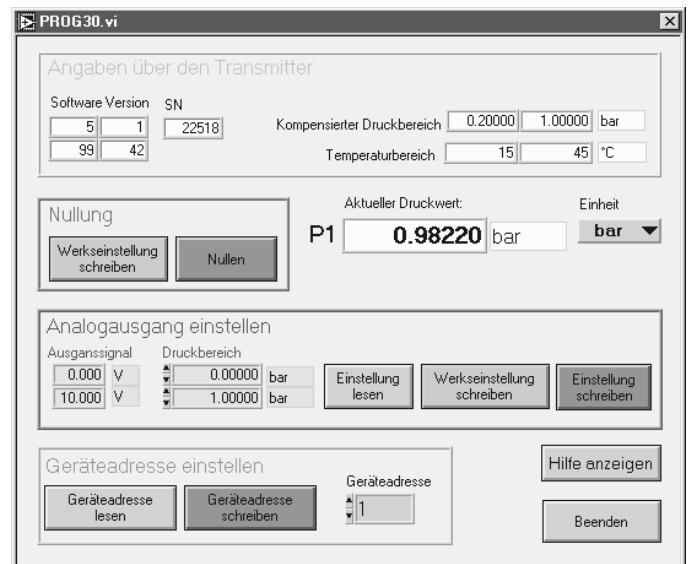 PROG30.vi
Angaben über den Transmitter
Software Version SN
5 1 22518
99 42
Kompensierter Druckbereich 0.20000 1.00000 bar
Temperaturbereich 15 45 °C
Nullung
Werkseinstellung
schreiben
Nullen
Aktueller Druckwert:
P1 0.98220 bar
Einheit
bar
Analogausgang einstellen
Ausganssignal Druckbereich
0.000 V 0.00000 bar
10.000 V 1.00000 bar
Einstellung
lesen
Werkseinstellung
schreiben
Einstellung
schreiben
Geräteadresse einstellen
Geräteadresse
lesen
Geräteadresse
schreiben
Geräteadresse
1
Hilfe anzeigen
Beenden